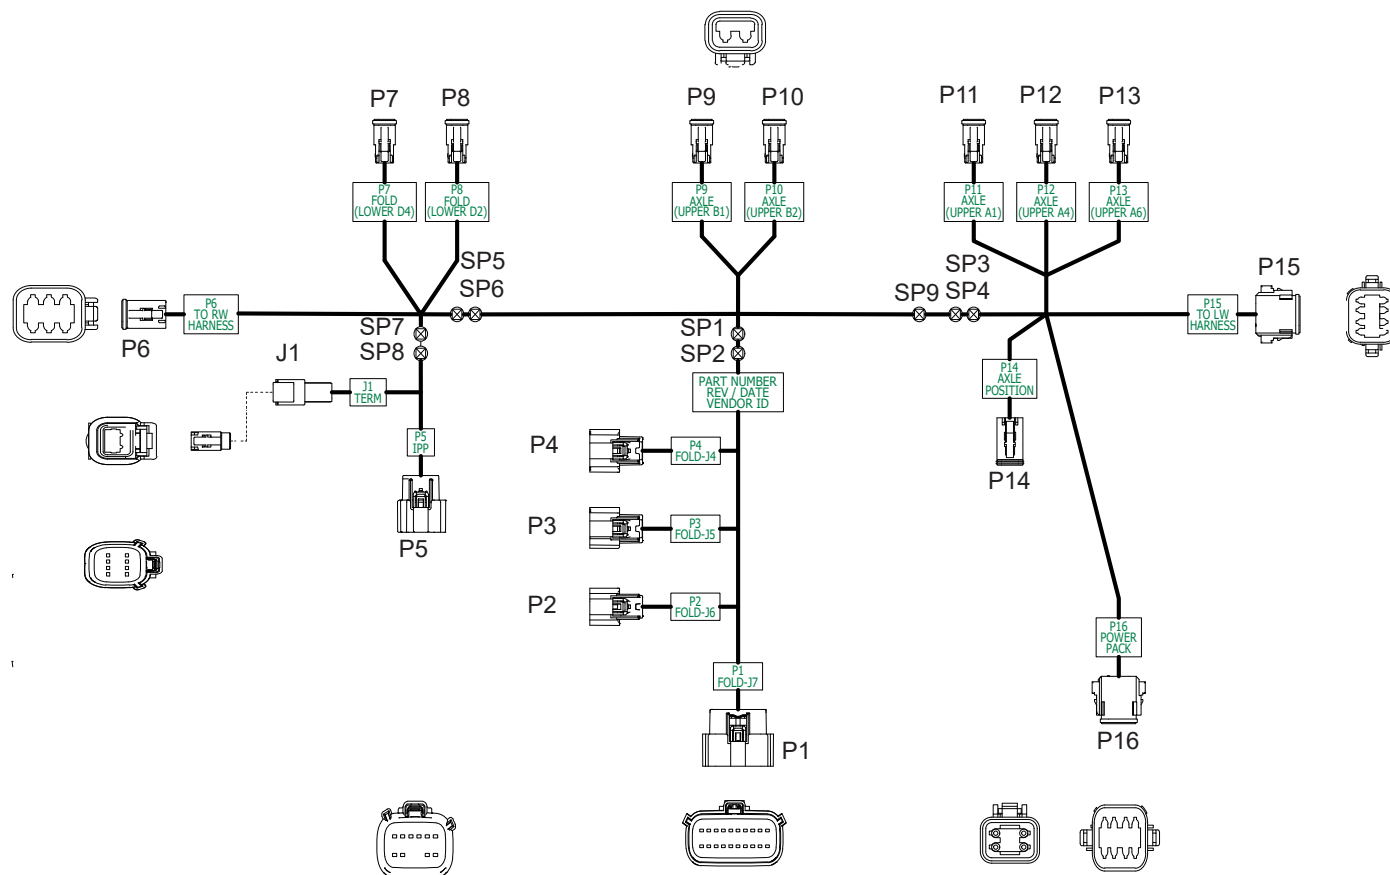 P7
P8
P9
P10
P11
P12
P13
P7
FOLD
(LOWER D4)
P8
FOLD
(LOWER D2)
P9
AXLE
(UPPER B1)
P10
AXLE
(UPPER B2)
P11
AXLE
(UPPER A1)
P12
AXLE
(UPPER A4)
P13
AXLE
(UPPER A6)
SP5
SP6
SP3
SP9
SP4
P15
P6
TO RW
HARNESS
P15
TO LW
HARNESS
P6
SP7
SP8
SP1
SP2
J1
J1
TERM
PART NUMBER
REV / DATE
VENDOR ID
P14
AXLE
POSITION
P5
IPP
P4
P4
FOLD-J4
P14
P5
P3
P3
FOLD-J5
P2
P2
FOLD-J6
P16
POWER
PACK
P1
FOLD-J7
P1
P16